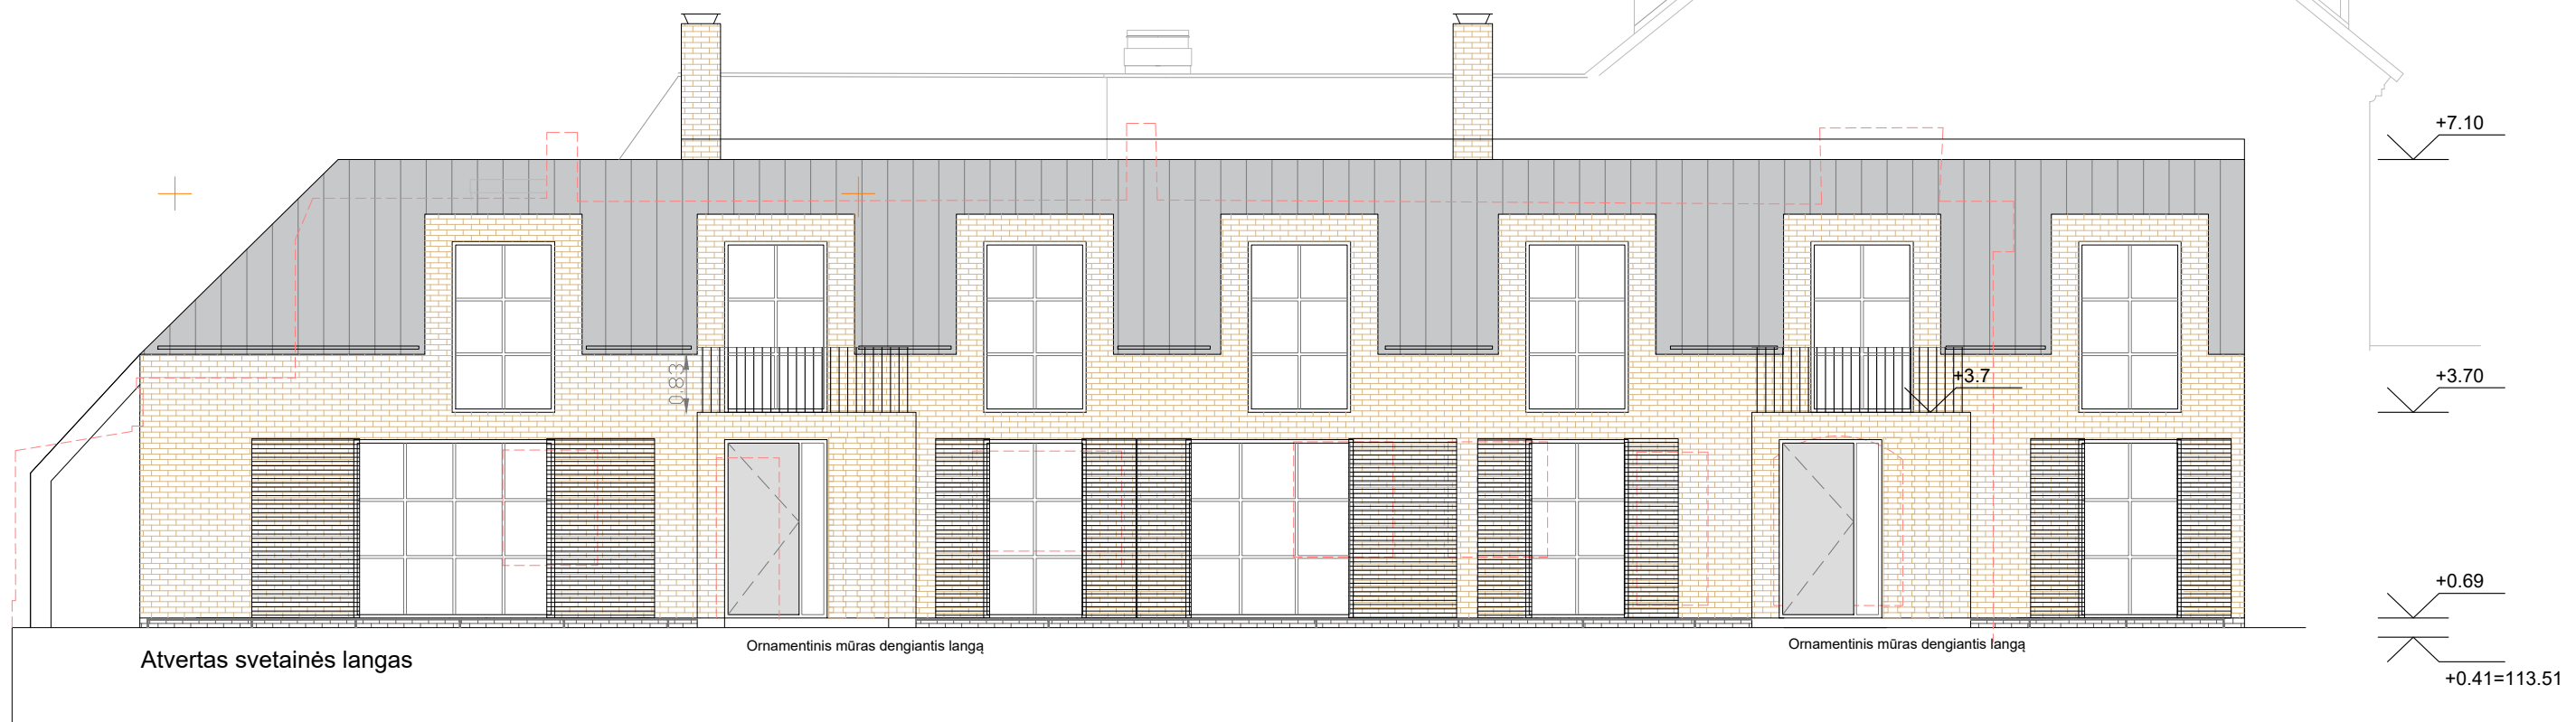 +7.10
0.83
+3.7
+3.70
+0.69
Ornamentinis mūras dengiantis langą
Ornamentinis mūras dengiantis langą
Atvertas svetainės langas
+0.41=113.51